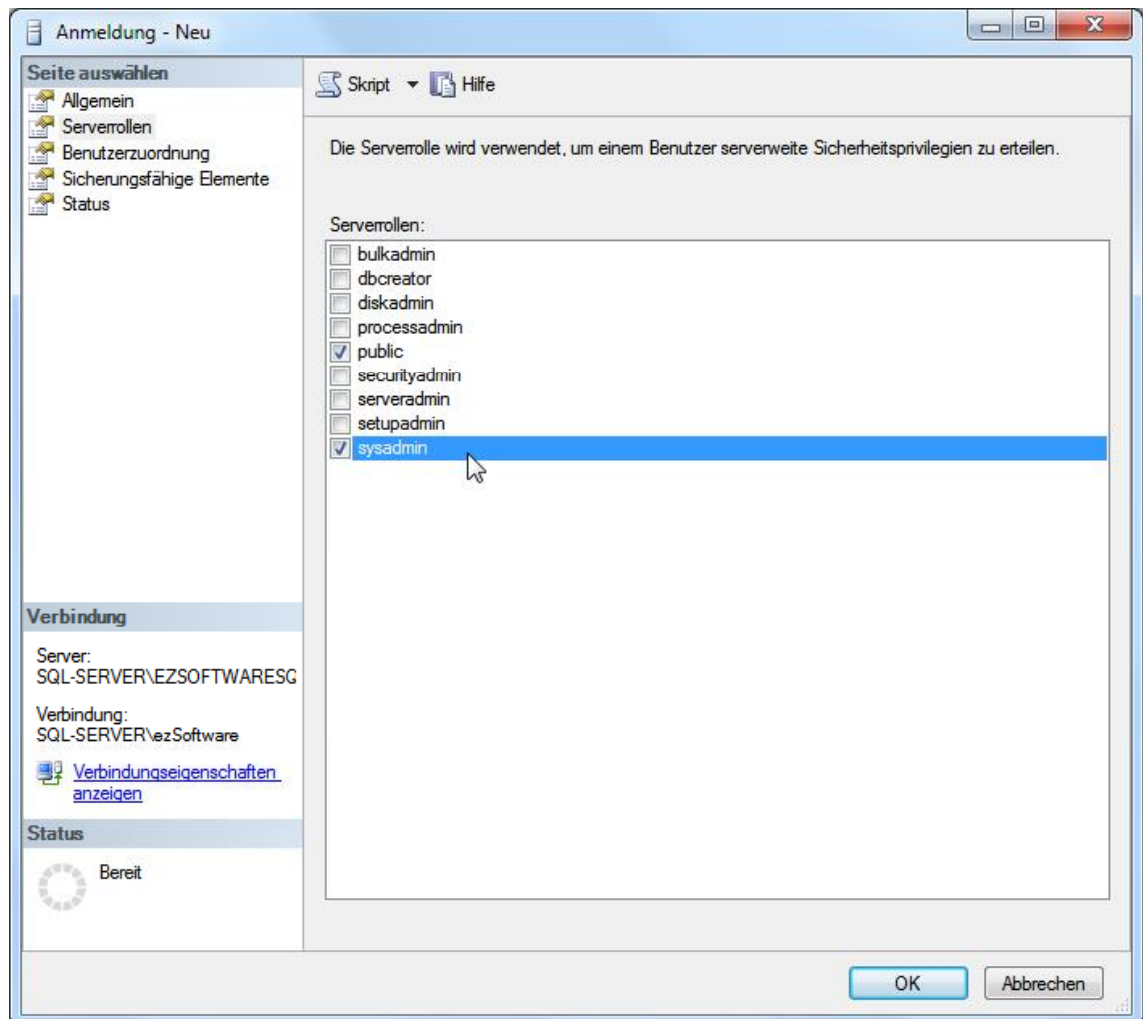 Anmeldung - Neu
Seite auswählen
Allgemein
Serverrollen
Benutzerzuordnung
Sicherungsfähige Elemente
Status
Skript
Hilfe
Die Serverrolle wird verwendet, um einem Benutzer serverweite Sicherheitsprivilegien zu erteilen.
Serverrollen:
bulkadmin
dbcreator
diskadmin
processadmin
public
securityadmin
serveradmin
setupadmin
sysadmin
Verbindung
Server:
SQL-SERVER\EZSOFTWARESQ
Verbindung:
SQL-SERVER\ezSoftware
Verbindungseigenschaften
anzeigen
Status
Bereit
OK
Abbrechen